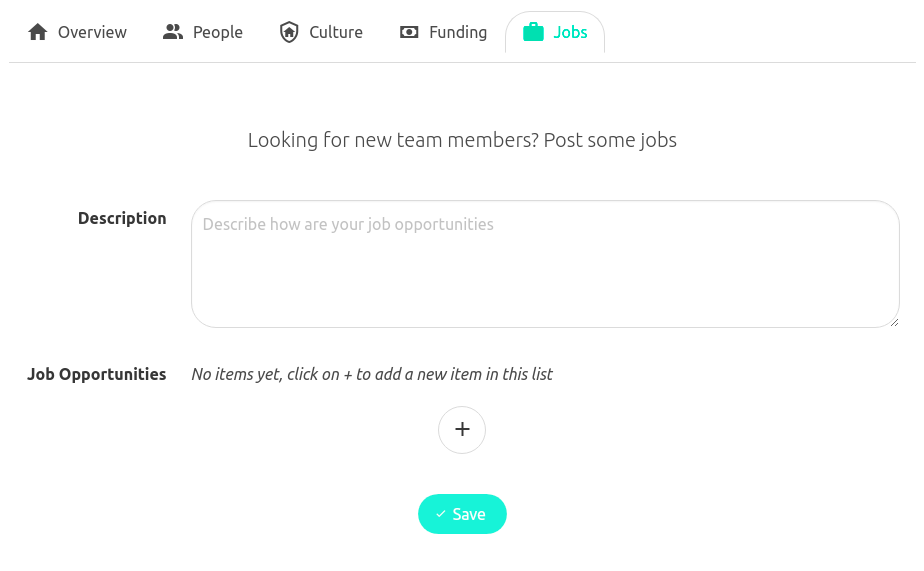 Overview People Culture Funding Jobs
Looking for new team members? Post some jobs
Description
Describe how are your job opportunities
Job Opportunities No items yet, click on + to add a new item in this list
+
Save